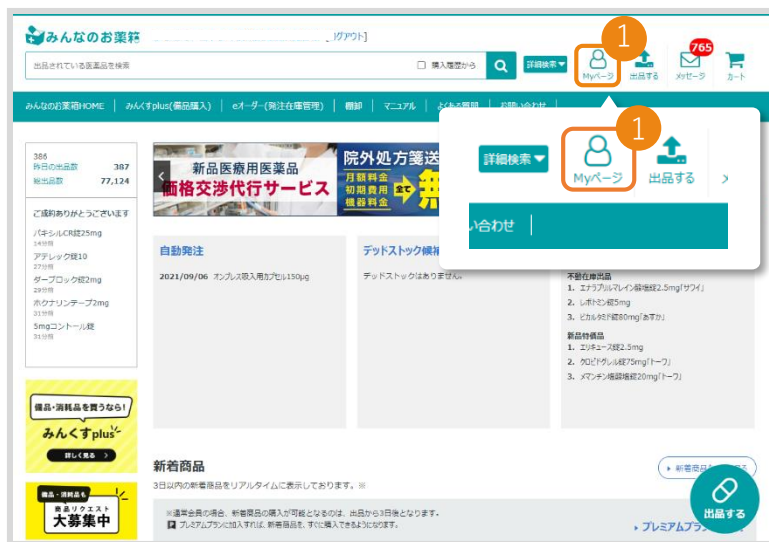 みんなのお薬箱
グアウト]
出品されている医薬品を検索
購入履歴から
詳細検索▼
1
Myページ
出品する
765
メッセージ
カート
みんなのお薬箱HOME
みんくすplus(備品購入)
eオーダー(発注在庫管理)
棚卸
マニュアル
よくある質問
お問い合わせ
詳細検索▼
1
Myページ
出品する
い合わせ
386
昨日の出品数 387
総出品数 77,124
ご成約ありがとうございます
パキシルCR錠25mg
14分前
アテレック錠10
27分前
ダーブロック錠2mg
29分前
ホクナリンテープ2mg
31分前
5mgコントール錠
31分前
新品医療用医薬品
価格交渉代行サービス
院外処方箋送
月額料金
初期費用
機器料金
全て
無
自動発注
2021/09/06 オンブレス吸入用カプセル150μg
デッドストック候補
デッドストックはありません。
不動在庫出品
1. エナラプリルマレイン酸塩錠2.5mg「サワイ」
2. レボトミン錠5mg
3. ビカルタミド錠80mg「あすか」
新品特価品
1. エリキュース錠2.5mg
2. クロピドグレル錠75mg「トーワ」
3. メマンチン塩酸塩錠20mg「トーワ」
備品・消耗品を買うなら!
みんくすplus
詳しく見る >
備品・消耗品も
商品リクエスト
大募集中
新着商品
3日以内の新着商品をリアルタイムに表示しております。※
新着商品
る
※通常会員の場合、新着商品の購入が可能となるのは、出品から3日後となります。
プレミアムプランに加入すれば、新着商品を、すぐに購入できるようになります。
プレミアムプラ
出品する